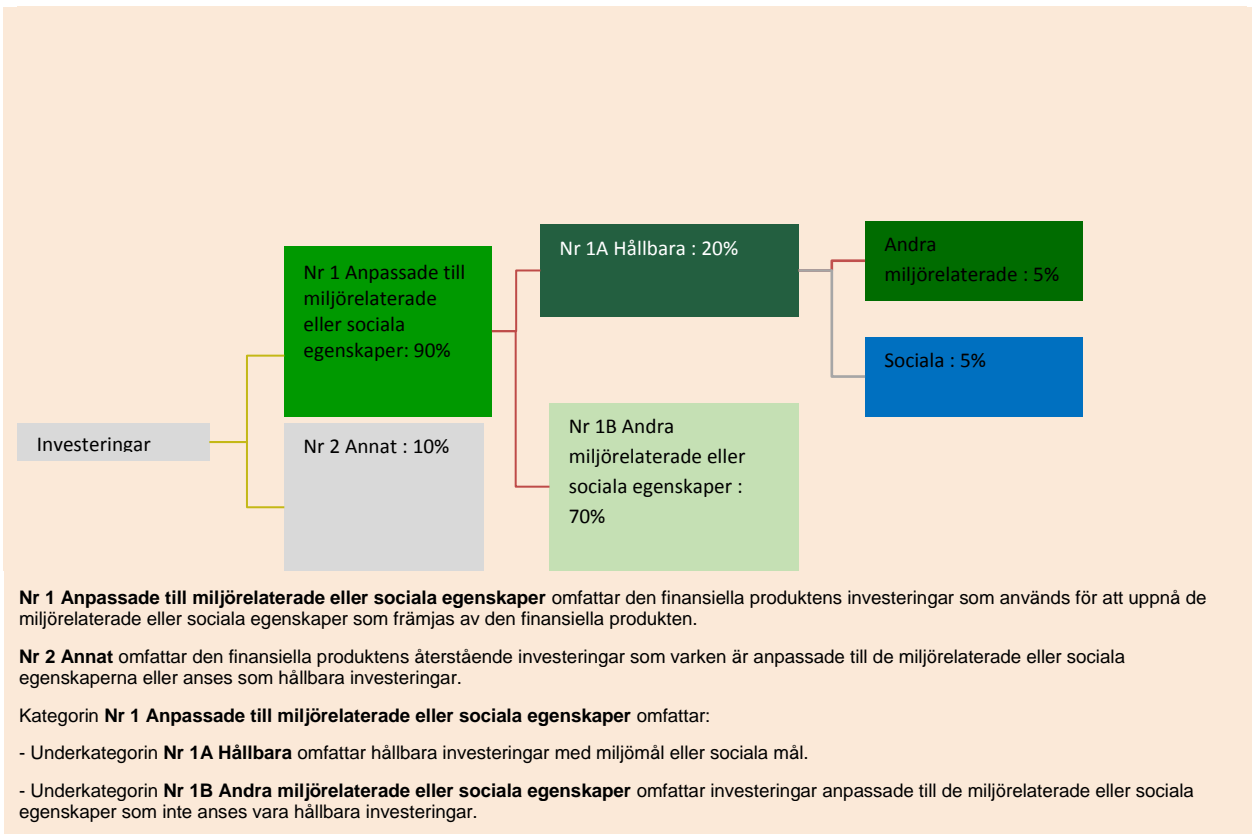 Investeringar
Nr 1 Anpassade till
miljörelaterade
eller sociala
egenskaper: 90%
Nr 2 Annat : 10%
Nr 1A Hållbara : 20%
Nr 1B Andra
miljörelaterade eller
sociala egenskaper :
70%
Andra
miljörelaterade : 5%
Sociala : 5%
Nr 1 Anpassade till miljörelaterade eller sociala egenskaper omfattar den finansiella produktens investeringar som används för att uppnå de
miljörelaterade eller sociala egenskaper som främjas av den finansiella produkten.
Nr 2 Annat omfattar den finansiella produktens återstående investeringar som varken är anpassade till de miljörelaterade eller sociala
egenskaperna eller anses som hållbara investeringar.
Kategorin Nr 1 Anpassade till miljörelaterade eller sociala egenskaper omfattar:
- Underkategorin Nr 1A Hållbara omfattar hållbara investeringar med miljömål eller sociala mål.
- Underkategorin Nr 1B Andra miljörelaterade eller sociala egenskaper omfattar investeringar anpassade till de miljörelaterade eller sociala
egenskaper som inte anses vara hållbara investeringar.